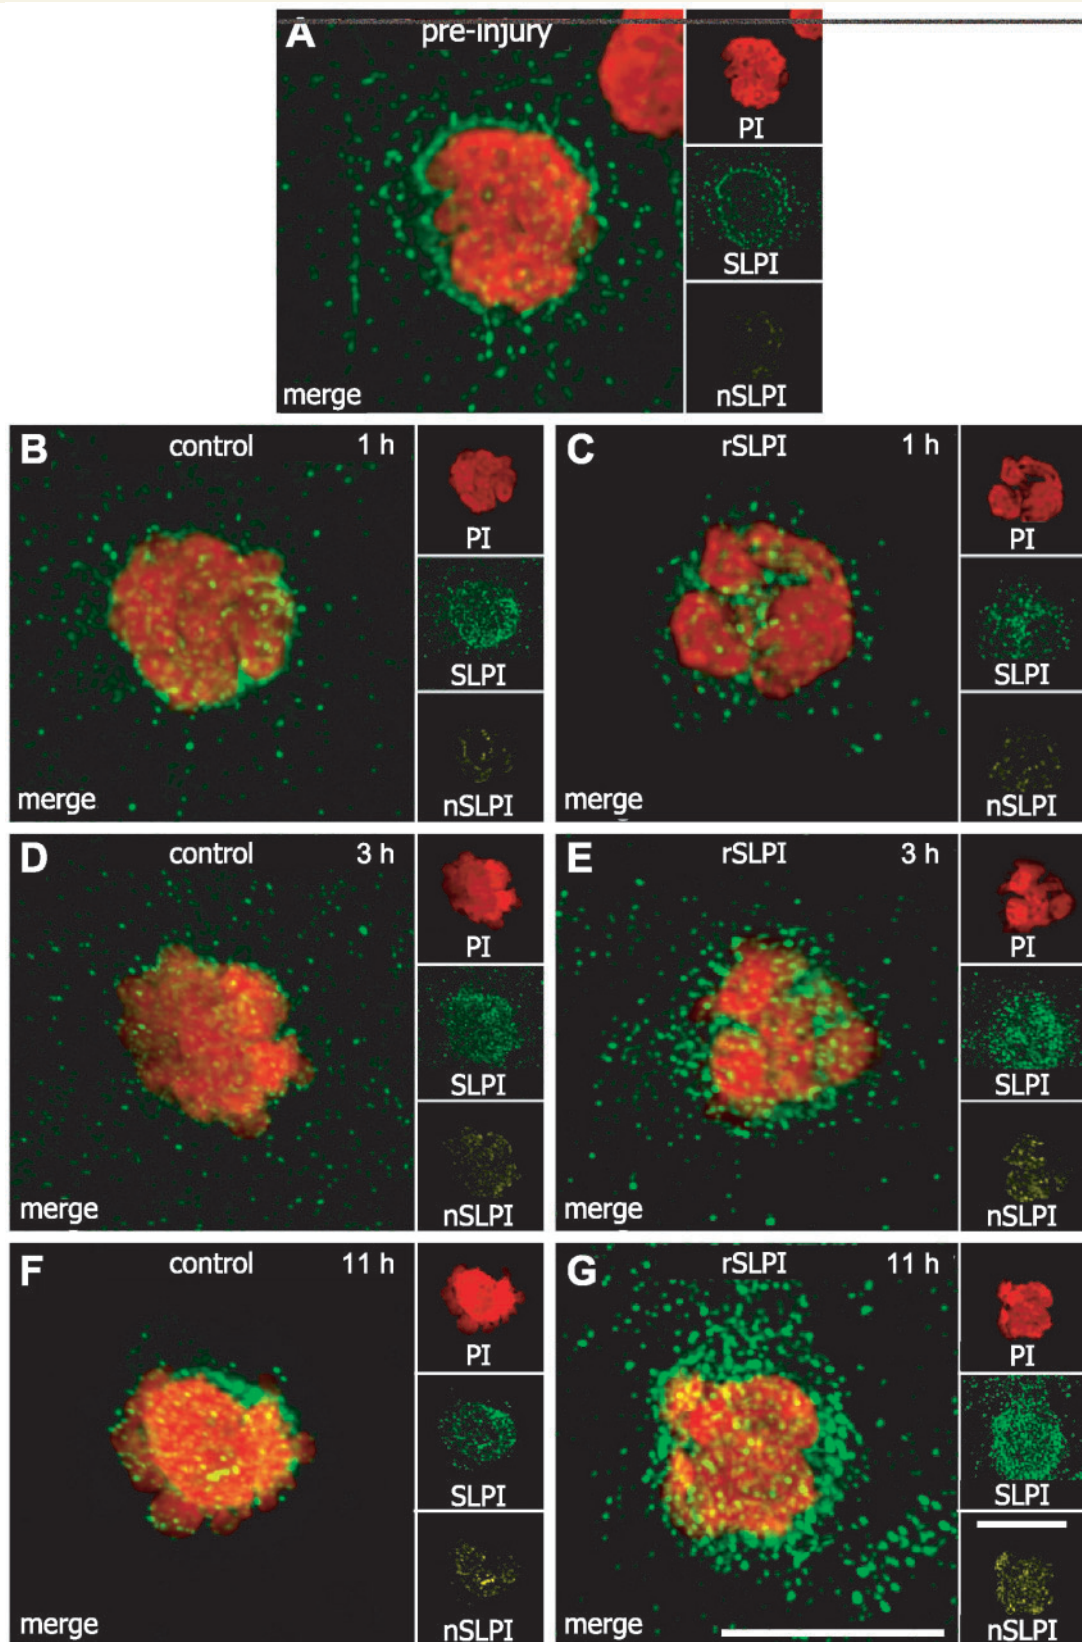 A pre-injury
PI
SLPI
nSLPI
merge
B control 1 h
PI
SLPI
nSLPI
merge
C rSLPI 1 h
PI
SLPI
nSLPI
merge
D control 3 h
PI
SLPI
nSLPI
merge
E rSLPI 3 h
PI
SLPI
nSLPI
merge
F control 11 h
PI
SLPI
nSLPI
merge
G rSLPI 11 h
PI
SLPI
nSLPI
merge